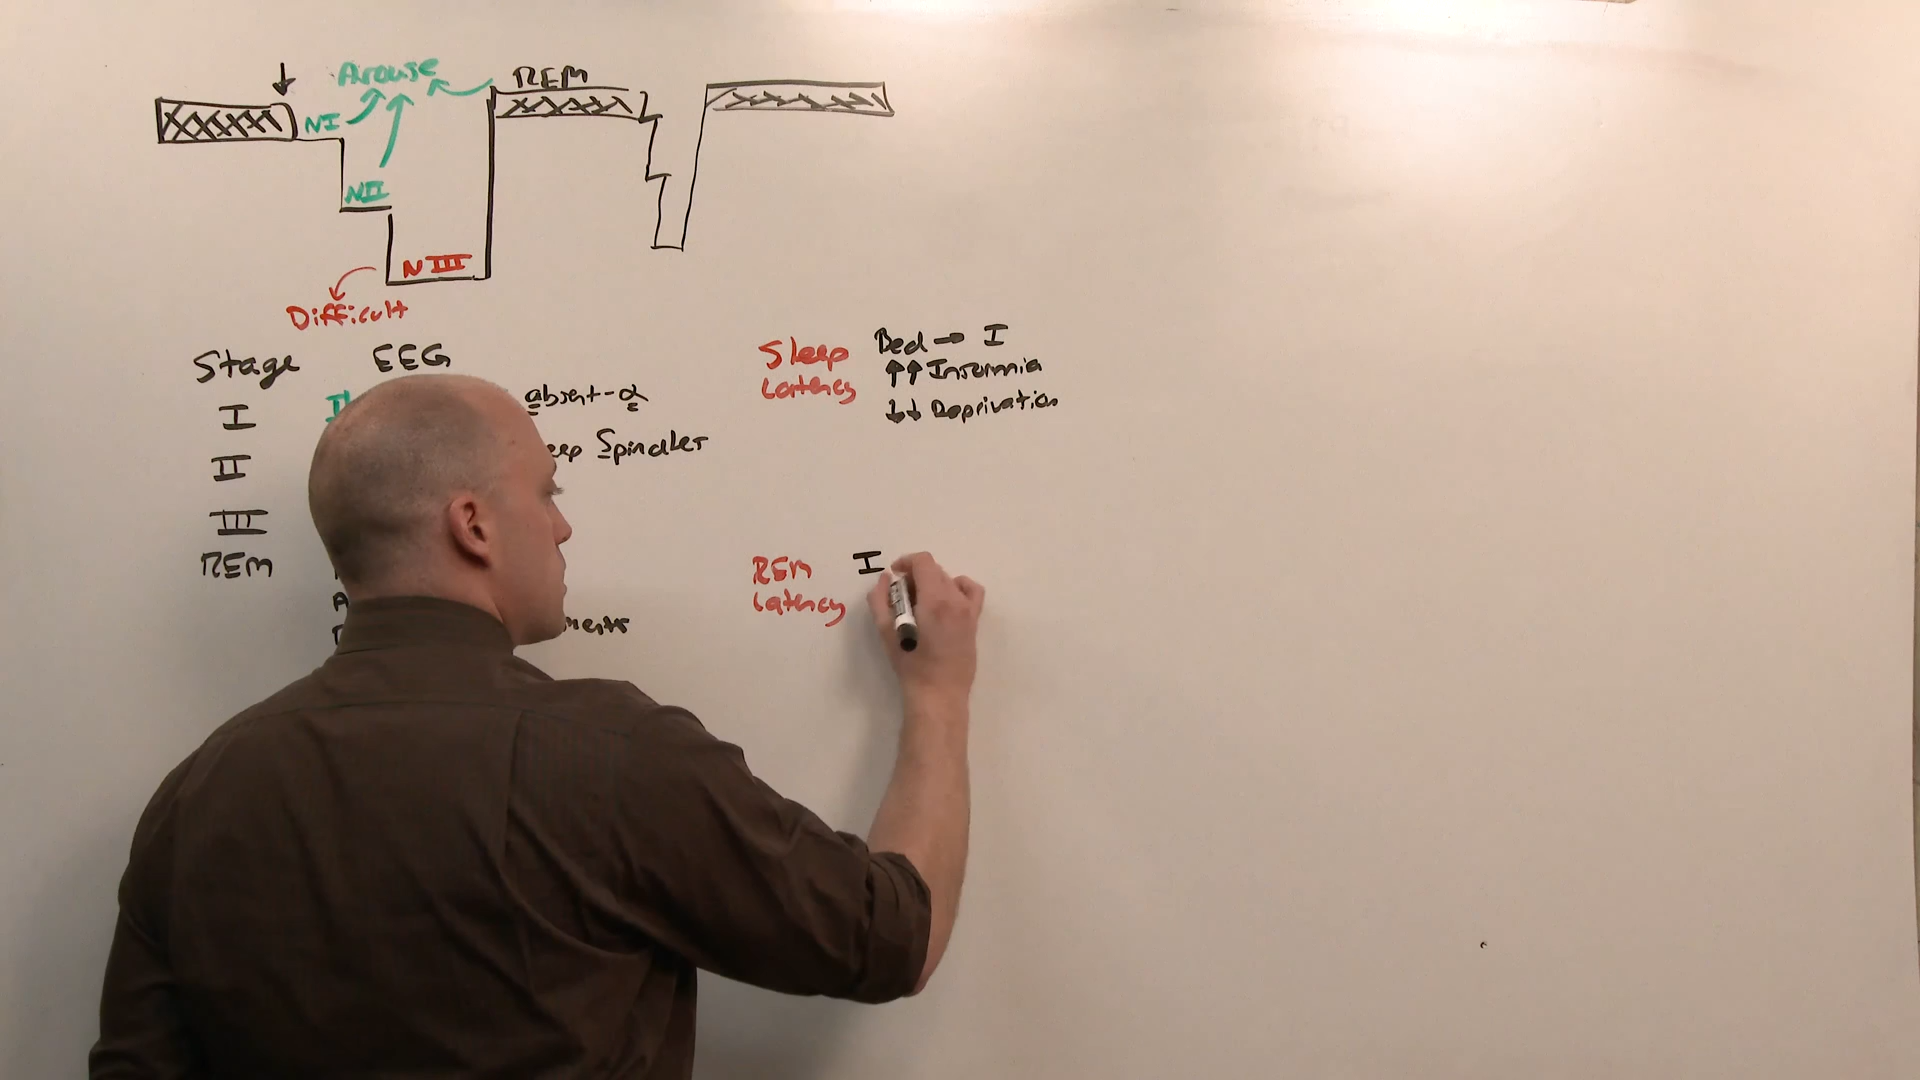 Arouse
REM
NI
NII
NIII
Difficult
Stage EEG
I absent-α
II Spindles
III
REM
Sleep Latency
Bed → I
↑↑ Insomnia
↓↓ Deprivation
REM Latency
I